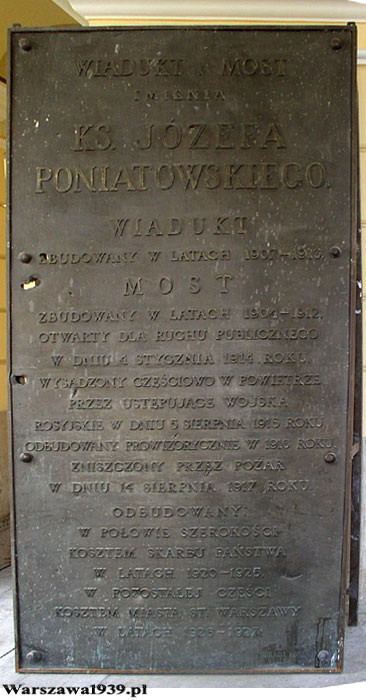 WIADUKT I MOST
IMIENIA
KS. JÓZEFA
PONIATOWSKIEGO.
WIADUKT
ZBUDOWANY W LATACH 1907–1913.
MOST
ZBUDOWANY W LATACH 1904–1912,
OTWARTY DLA RUCHU PUBLICZNEGO
W DNIU 4 STYCZNIA 1914 ROKU,
WYSADZONY CZĘŚCIOWO W POWIETRZE
PRZEZ USTĘPUJĄCE WOJSKA
ROSYJSKIE W DNIU 5 SIERPNIA 1915 ROKU,
ODBUDOWANY PROWIZORYCZNIE W 1916 ROKU,
ZNISZCZONY PRZEZ POŻAR
W DNIU 14 SIERPNIA 1917 ROKU.
ODBUDOWANY:
W POŁOWIE SZEROKOŚCI
KOSZTEM SKARBU PAŃSTWA
W LATACH 1920–1925,
W POZOSTAŁEJ CZĘŚCI
KOSZTEM MIASTA ST. WARSZAWY
W LATACH 1925–1927.
Warszawa1939.pl